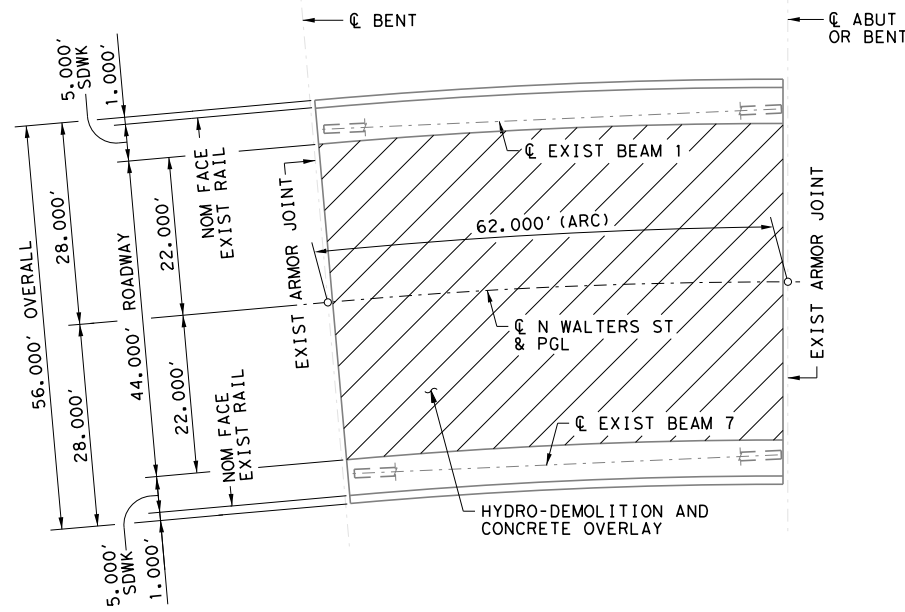 ℄ BENT
℄ ABUT
OR BENT
5.000'
SDWK
1.000'
NOM FACE
EXIST RAIL
℄ EXIST BEAM 1
56.000' OVERALL
28.000'
44.000' ROADWAY
22.000'
EXIST ARMOR JOINT
62.000' (ARC)
EXIST ARMOR JOINT
℄ N WALTERS ST
& PGL
28.000'
22.000'
NOM FACE
EXIST RAIL
℄ EXIST BEAM 7
HYDRO-DEMOLITION AND
CONCRETE OVERLAY
5.000'
SDWK
1.000'